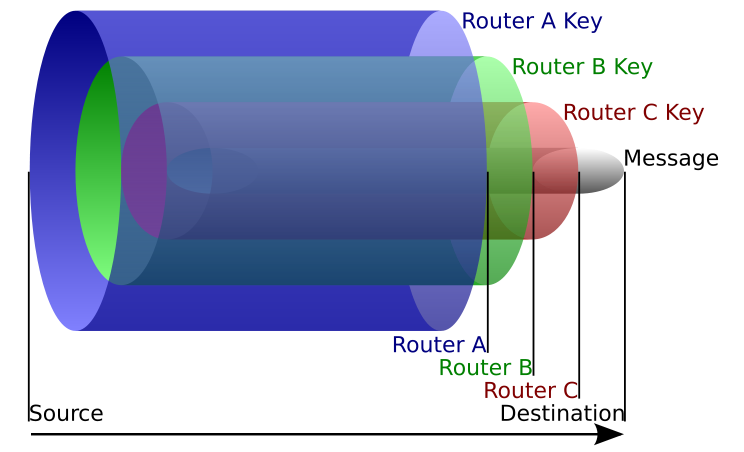 Router A Key
Router B Key
Router C Key
Message
Router A
Router B
Router C
Source
Destination